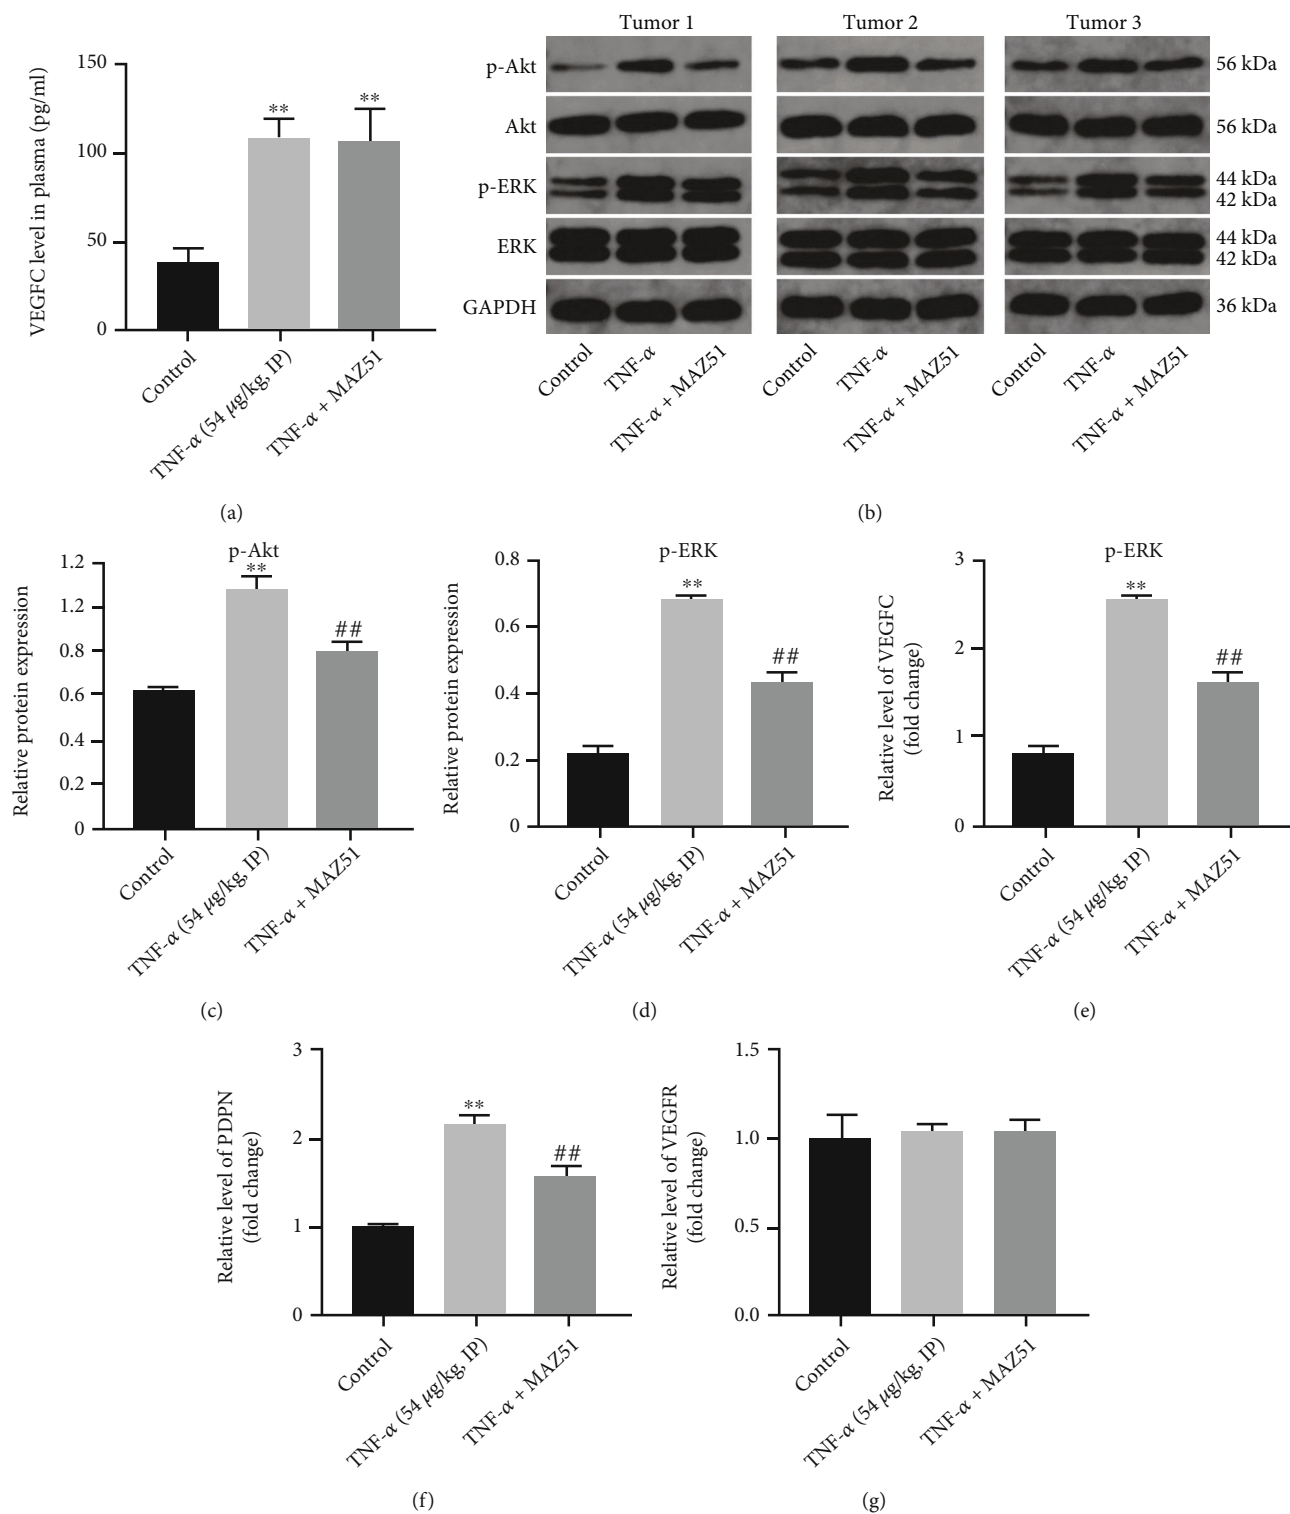 150
100
50
0
VEGFC level in plasma (pg/ml)
**
**
Control
TNF-α (54 μg/kg, IP)
TNF-α + MAZ51
(a)
Tumor 1
Tumor 2
Tumor 3
p-Akt
56 kDa
Akt
56 kDa
p-ERK
44 kDa
42 kDa
ERK
44 kDa
42 kDa
GAPDH
36 kDa
Control
TNF-α
TNF-α + MAZ51
Control
TNF-α
TNF-α + MAZ51
Control
TNF-α
TNF-α + MAZ51
(b)
p-Akt
1.2
1.2
0.8
0.6
0.4
0.2
0
Relative protein expression
**
##
Control
TNF-α (54 μg/kg, IP)
TNF-α + MAZ51
(c)
p-ERK
0.8
0.6
0.4
0.2
0
Relative protein expression
**
##
Control
TNF-α (54 μg/kg, IP)
TNF-α + MAZ51
(d)
p-ERK
3
2
1
0
Relative level of VEGFC
(fold change)
**
##
Control
TNF-α (54 μg/kg, IP)
TNF-α + MAZ51
(e)
3
2
1
0
Relative level of PDPN
(fold change)
**
##
Control
TNF-α (54 μg/kg, IP)
TNF-α + MAZ51
(f)
1.5
1.0
0.5
0.0
Relative level of VEGFR
(fold change)
Control
TNF-α (54 μg/kg, IP)
TNF-α + MAZ51
(g)